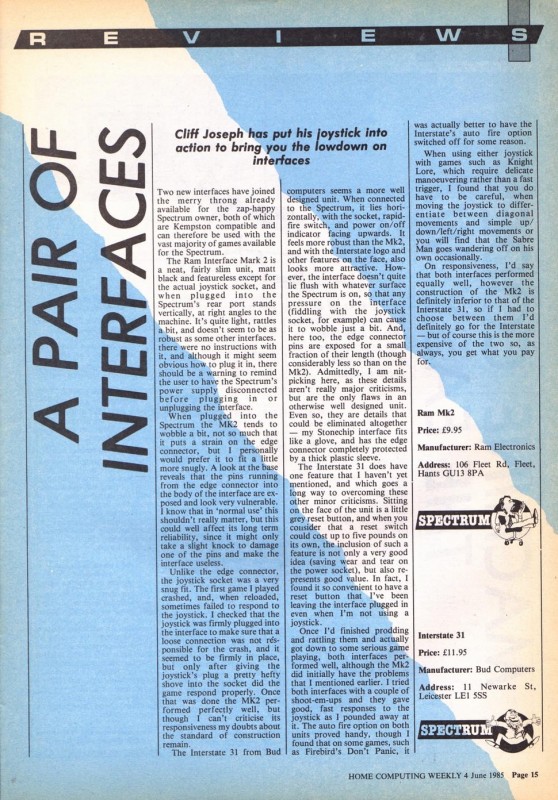 REVIEWS
A PAIR OF
INTERFACES
Cliff Joseph has put his joystick into
action to bring you the lowdown on
interfaces
Two new interfaces have joined
the merry throng already
available for the zap-happy
Spectrum owner, both of which
are Kempston compatible and
can therefore be used with the
vast majority of games available
for the Spectrum.
The Ram Interface Mark 2 is
a neat, fairly slim unit, matt
black and featureless except for
the actual joystick socket, and
when plugged into the
Spectrum's rear port stands
vertically, at right angles to the
machine. It's quite light, rattles
a bit, and doesn't seem to be as
robust as some other interfaces.
there were no instructions with
it, and although it might seem
obvious how to plug it in, there
should be a warning to remind
the user to have the Spectrum's
power supply disconnected
before plugging in or
unplugging the interface.
When plugged into the
Spectrum the MK2 tends to
wobble a bit, not so much that
it puts a strain on the edge
connector, but I personally
would prefer it to fit a little
more snugly. A look at the base
reveals that the pins running
from the edge connector into
the body of the interface are ex-
posed and look very vulnerable.
I know that in 'normal use' this
shouldn't really matter, but this
could well affect its long term
reliability, since it might only
take a slight knock to damage
one of the pins and make the
interface useless.
Unlike the edge connector,
the joystick socket was a very
snug fit. The first game I played
crashed, and, when reloaded,
sometimes failed to respond to
the joystick. I checked that the
joystick was firmly plugged into
the interface to make sure that a
loose connection was not rés-
ponsible for the crash, and it
seemed to be firmly in place,
but only after giving the
joystick's plug a pretty hefty
shove into the socket did the
game respond properly. Once
that was done the MK2 per-
formed perfectly well, but
though I can't criticise its
responsiveness my doubts about
the standard of construction
remain.
The Interstate 31 from Bud
computers seems a more well
designed unit. When connected
to the Spectrum, it lies hori-
zontally, with the socket, rapid-
fire switch, and power on/off
indicator facing upwards. It
feels more robust than the Mk2,
and with the Interstate logo and
other features on the face, also
looks more attractive. How-
ever, the interface doesn't quite
lie flush with whatever surface
the Spectrum is on, so that any
pressure on the interface
(fiddling with the joystick
socket, for example) can cause
it to wobble just a bit. And,
here too, the edge connector
pins are exposed for a small
fraction of their length (though
considerably less so than on the
Mk2). Admittedly, I am nit-
picking here, as these details
aren't really major criticisms,
but are the only flaws in an
otherwise well designed unit.
Even so, they are details that
could be eliminated altogether
— my Stonechip interface fits
like a glove, and has the edge
connector completely protected
by a thick plastic sleeve.
The Interstate 31 does have
one feature that I haven't yet
mentioned, and which goes a
long way to overcoming these
other minor criticisms. Sitting
on the face of the unit is a little
grey reset button, and when you
consider that a reset switch
could cost up to five pounds on
its own, the inclusion of such a
feature is not only a very good
idea (saving wear and tear on
the power socket), but also re-
presents good value. In fact, I
found it so convenient to have a
reset button that I've been
leaving the interface plugged in
even when I'm not using a
joystick.
Once I'd finished prodding
and rattling them and actually
got down to some serious game
playing, both interfaces per-
formed well, although the Mk2
did initially have the problems
that I mentioned earlier. I tried
both interfaces with a couple of
shoot-em-ups and they gave
good, fast responses to the
joystick as I pounded away at
it. The auto fire option on both
units proved handy, though I
found that on some games, such
as Firebird's Don't Panic, it
was actually better to have the
Interstate's auto fire option
switched off for some reason.
When using either joystick
with games such as Knight
Lore, which require delicate
manoeuvering rather than a fast
trigger, I found that you do
have to be careful, when
moving the joystick to differ-
entiate between diagonal
movements and simple up/
down/left/right movements or
you will find that the Sabre
Man goes wandering off on his
own occasionally.
On responsiveness, I'd say
that both interfaces performed
equally well, however the
construction of the Mk2 is
definitely inferior to that of the
Interstate 31, so if I had to
choose between them I'd
definitely go for the Interstate
— but of course this is the more
expensive of the two so, as
always, you get what you pay
for.
Ram Mk2
Price: £9.95
Manufacturer: Ram Electronics
Address: 106 Fleet Rd, Fleet,
Hants GU13 8PA
SPECTRUM
Interstate 31
Price: £11.95
Manufacturer: Bud Computers
Address: 11 Newarke St,
Leicester LE1 5SS
SPECTRUM
HOME COMPUTING WEEKLY 4 June 1985 Page 15